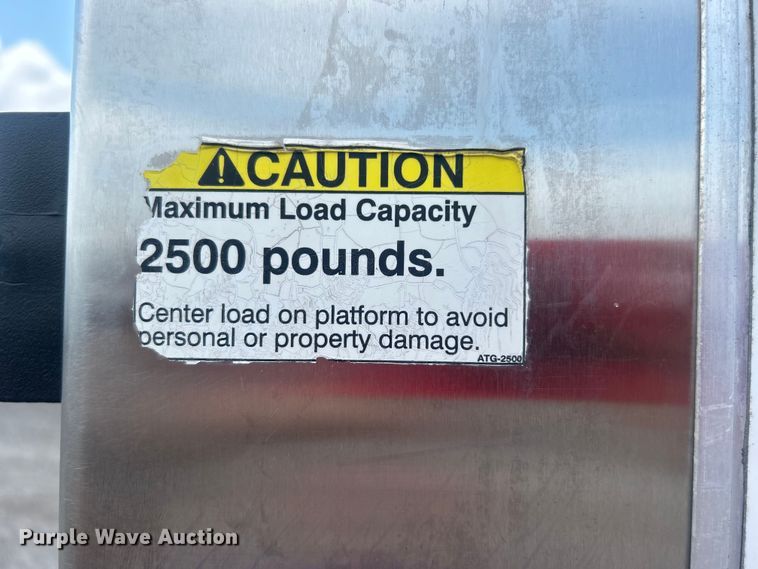 CAUTION
Maximum Load Capacity
2500 pounds.
Center load on platform to avoid
personal or property damage.
ATG-2500
Purple Wave Auction